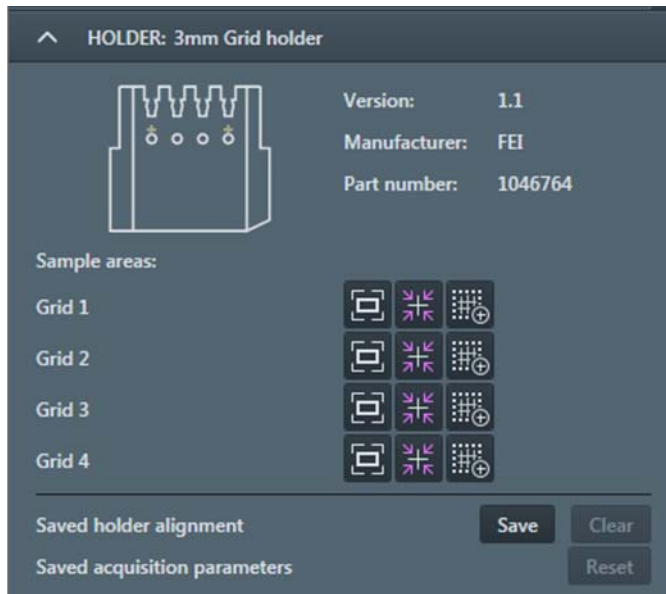 HOLDER: 3mm Grid holder
Version: 1.1
Manufacturer: FEI
Part number: 1046764
Sample areas:
Grid 1
Grid 2
Grid 3
Grid 4
Saved holder alignment Save Clear
Saved acquisition parameters Reset